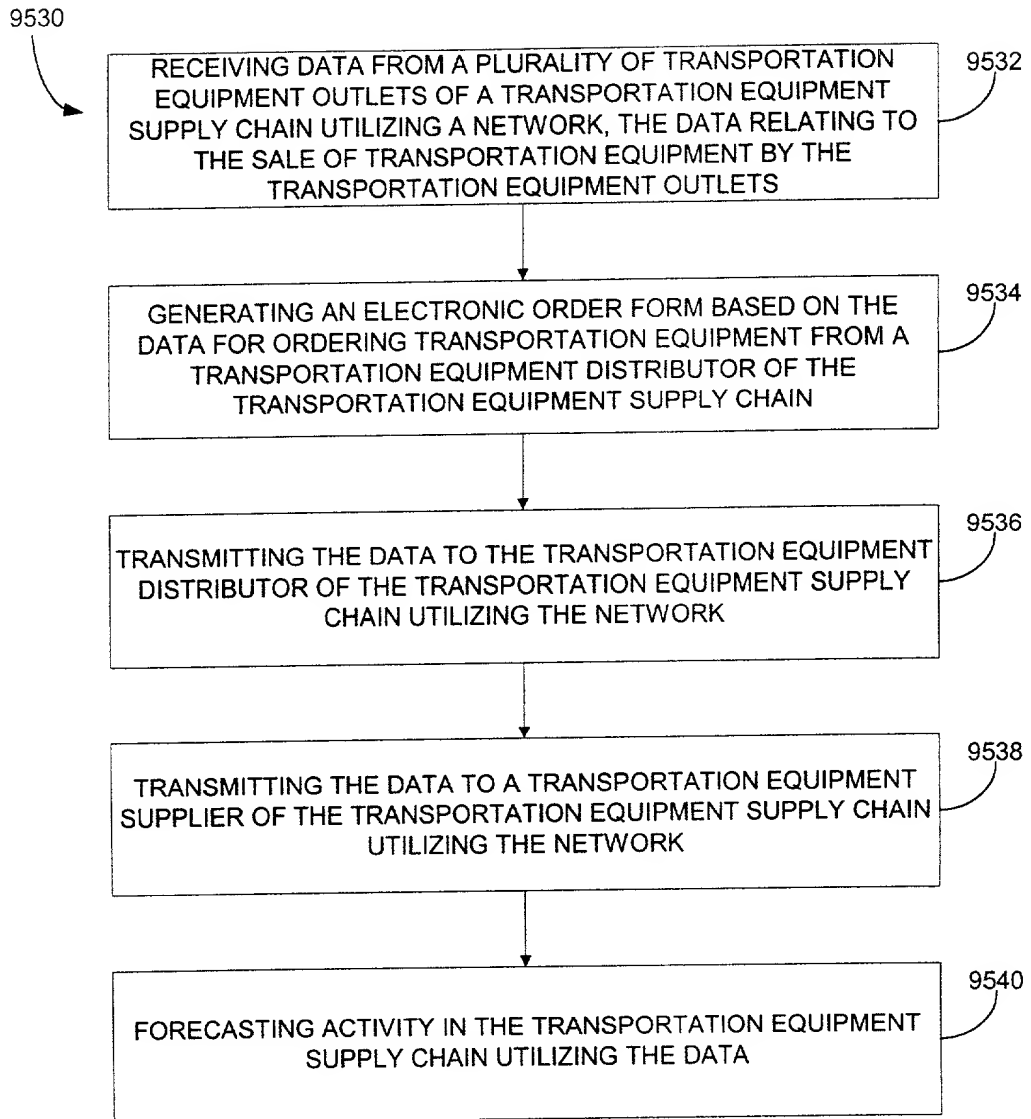 9530
RECEIVING DATA FROM A PLURALITY OF TRANSPORTATION
EQUIPMENT OUTLETS OF A TRANSPORTATION EQUIPMENT
SUPPLY CHAIN UTILIZING A NETWORK, THE DATA RELATING TO
THE SALE OF TRANSPORTATION EQUIPMENT BY THE
TRANSPORTATION EQUIPMENT OUTLETS
9532
GENERATING AN ELECTRONIC ORDER FORM BASED ON THE
DATA FOR ORDERING TRANSPORTATION EQUIPMENT FROM A
TRANSPORTATION EQUIPMENT DISTRIBUTOR OF THE
TRANSPORTATION EQUIPMENT SUPPLY CHAIN
9534
TRANSMITTING THE DATA TO THE TRANSPORTATION EQUIPMENT
DISTRIBUTOR OF THE TRANSPORTATION EQUIPMENT SUPPLY
CHAIN UTILIZING THE NETWORK
9536
TRANSMITTING THE DATA TO A TRANSPORTATION EQUIPMENT
SUPPLIER OF THE TRANSPORTATION EQUIPMENT SUPPLY CHAIN
UTILIZING THE NETWORK
9538
FORECASTING ACTIVITY IN THE TRANSPORTATION EQUIPMENT
SUPPLY CHAIN UTILIZING THE DATA
9540